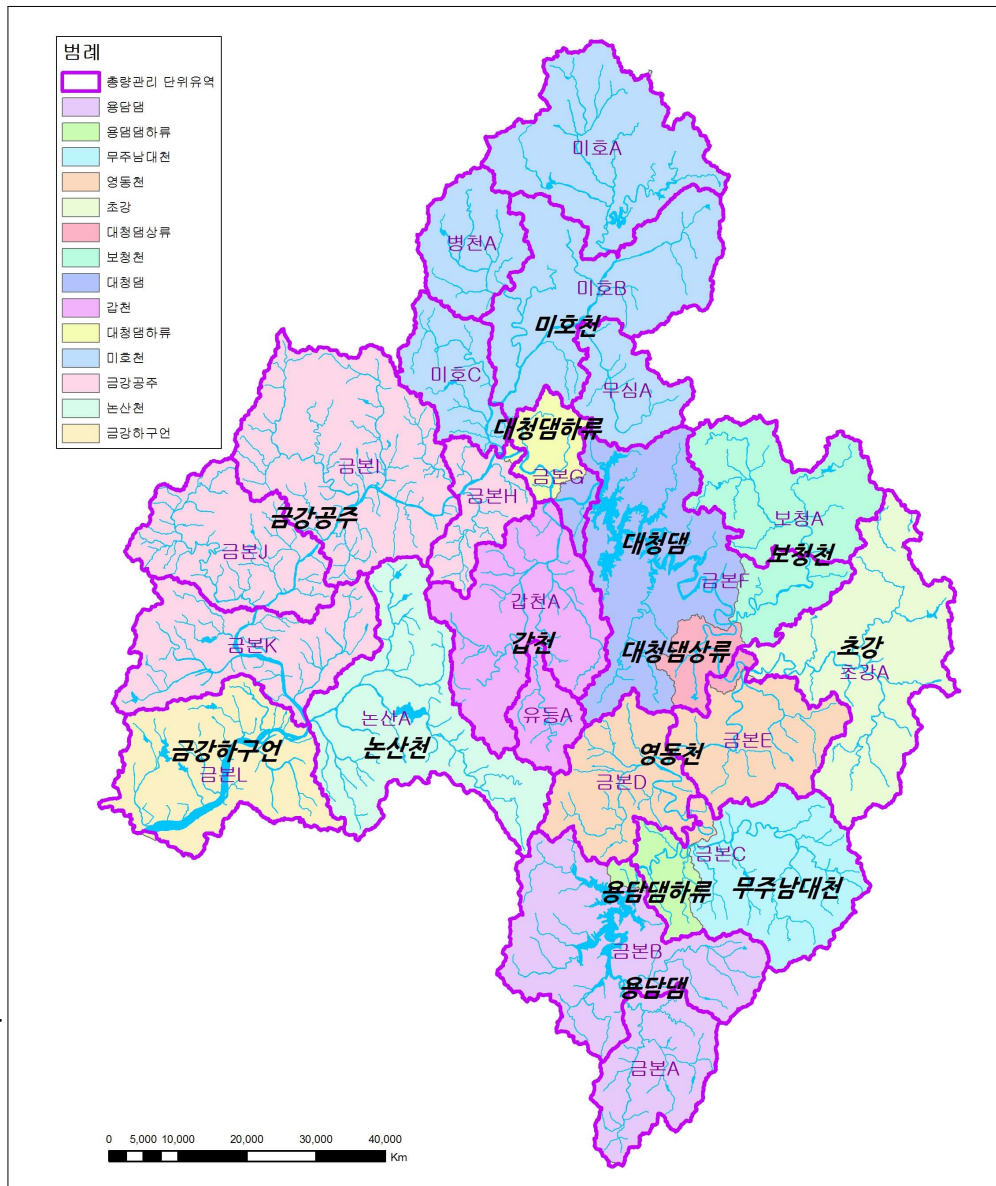 범례
총량관리 단위유역
용담댐
용댐댐하류
무주남대천
영동천
초강
대청댐상류
보청천
대청댐
갑천
대청댐하류
미호천
금강공주
논산천
금강하구언
미호A
병천A
미호B
미호천
미호C
무심A
대청댐하류
금본I
금본G
금본H
금강공주
보청A
대청댐
보청천
금본J
금본F
갑천A
갑천
대청댐상류
초강
금본K
초강A
논산A
유등A
금본E
금강하구언
논산천
영동천
금본L
금본D
금본C
용담댐하류
무주남대천
금본B
용담댐
금본A
0 5,000 10,000 20,000 30,000 40,000
Km